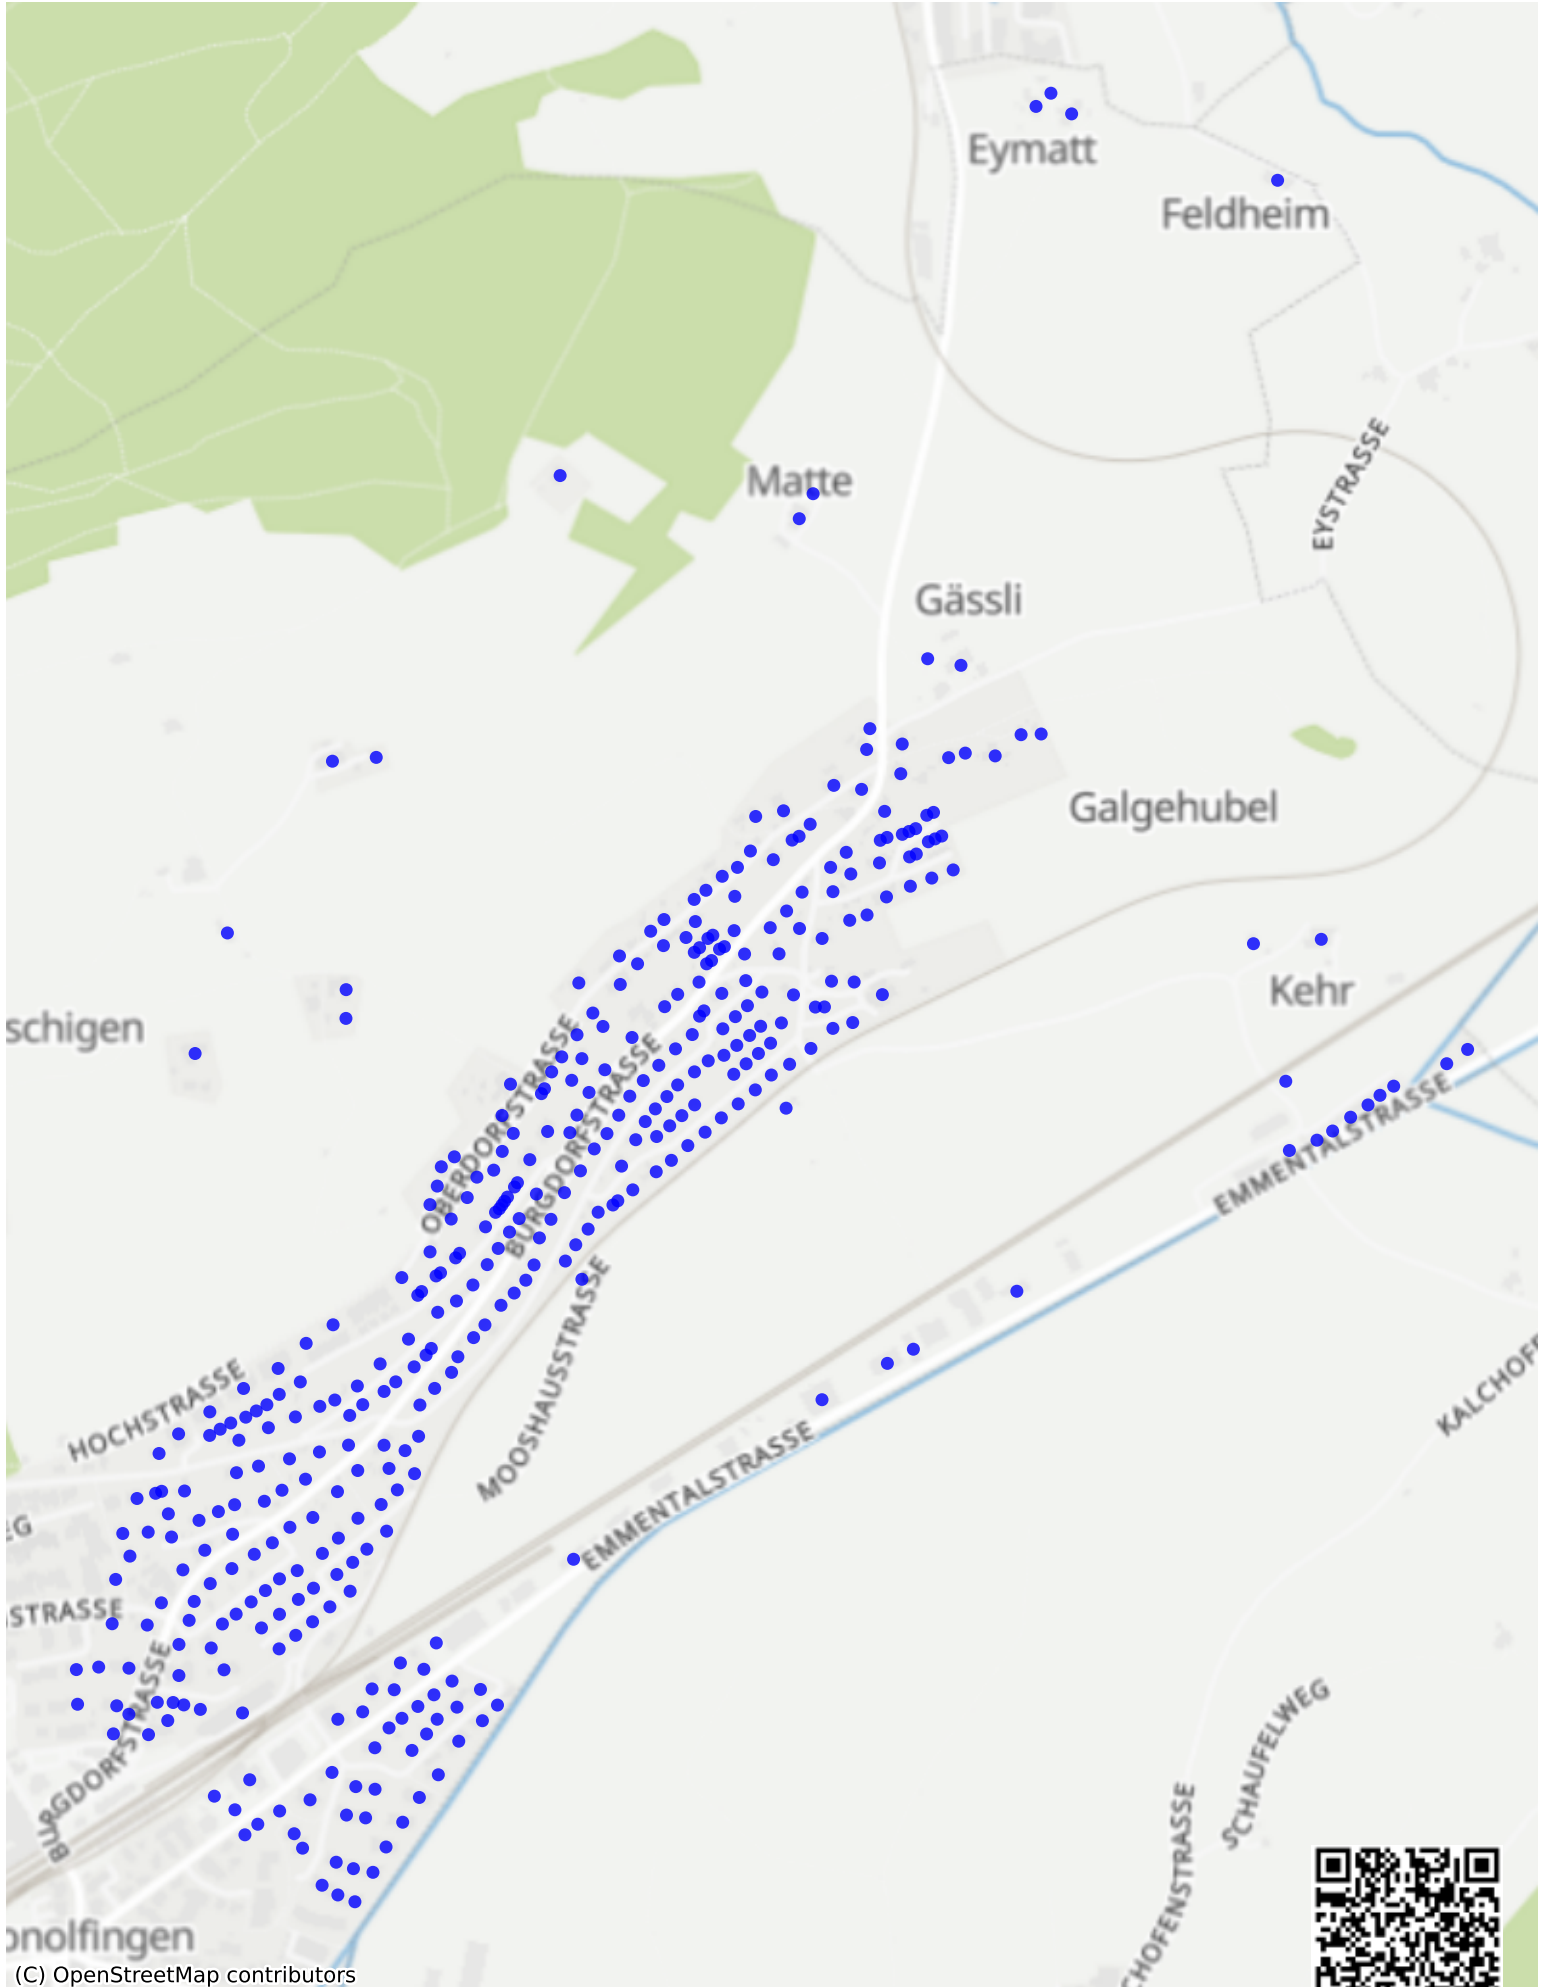 Eymatt
Feldheim
EYSTRASSE
Matte
Gässli
Galgehubel
Kehr
schigen
OBERDORFSTRASSE
BURGDORFSTRASSE
EMMENTALSTRASSE
HOCHSTRASSE
MOOSHAUSSTRASSE
KALCHOFE
EMMENTALSTRASSE
EG
STRASSE
BURGDORFSTRASSE
SCHAUFELWEG
CHOFENSTRASSE
onolfingen
(C) OpenStreetMap contributors